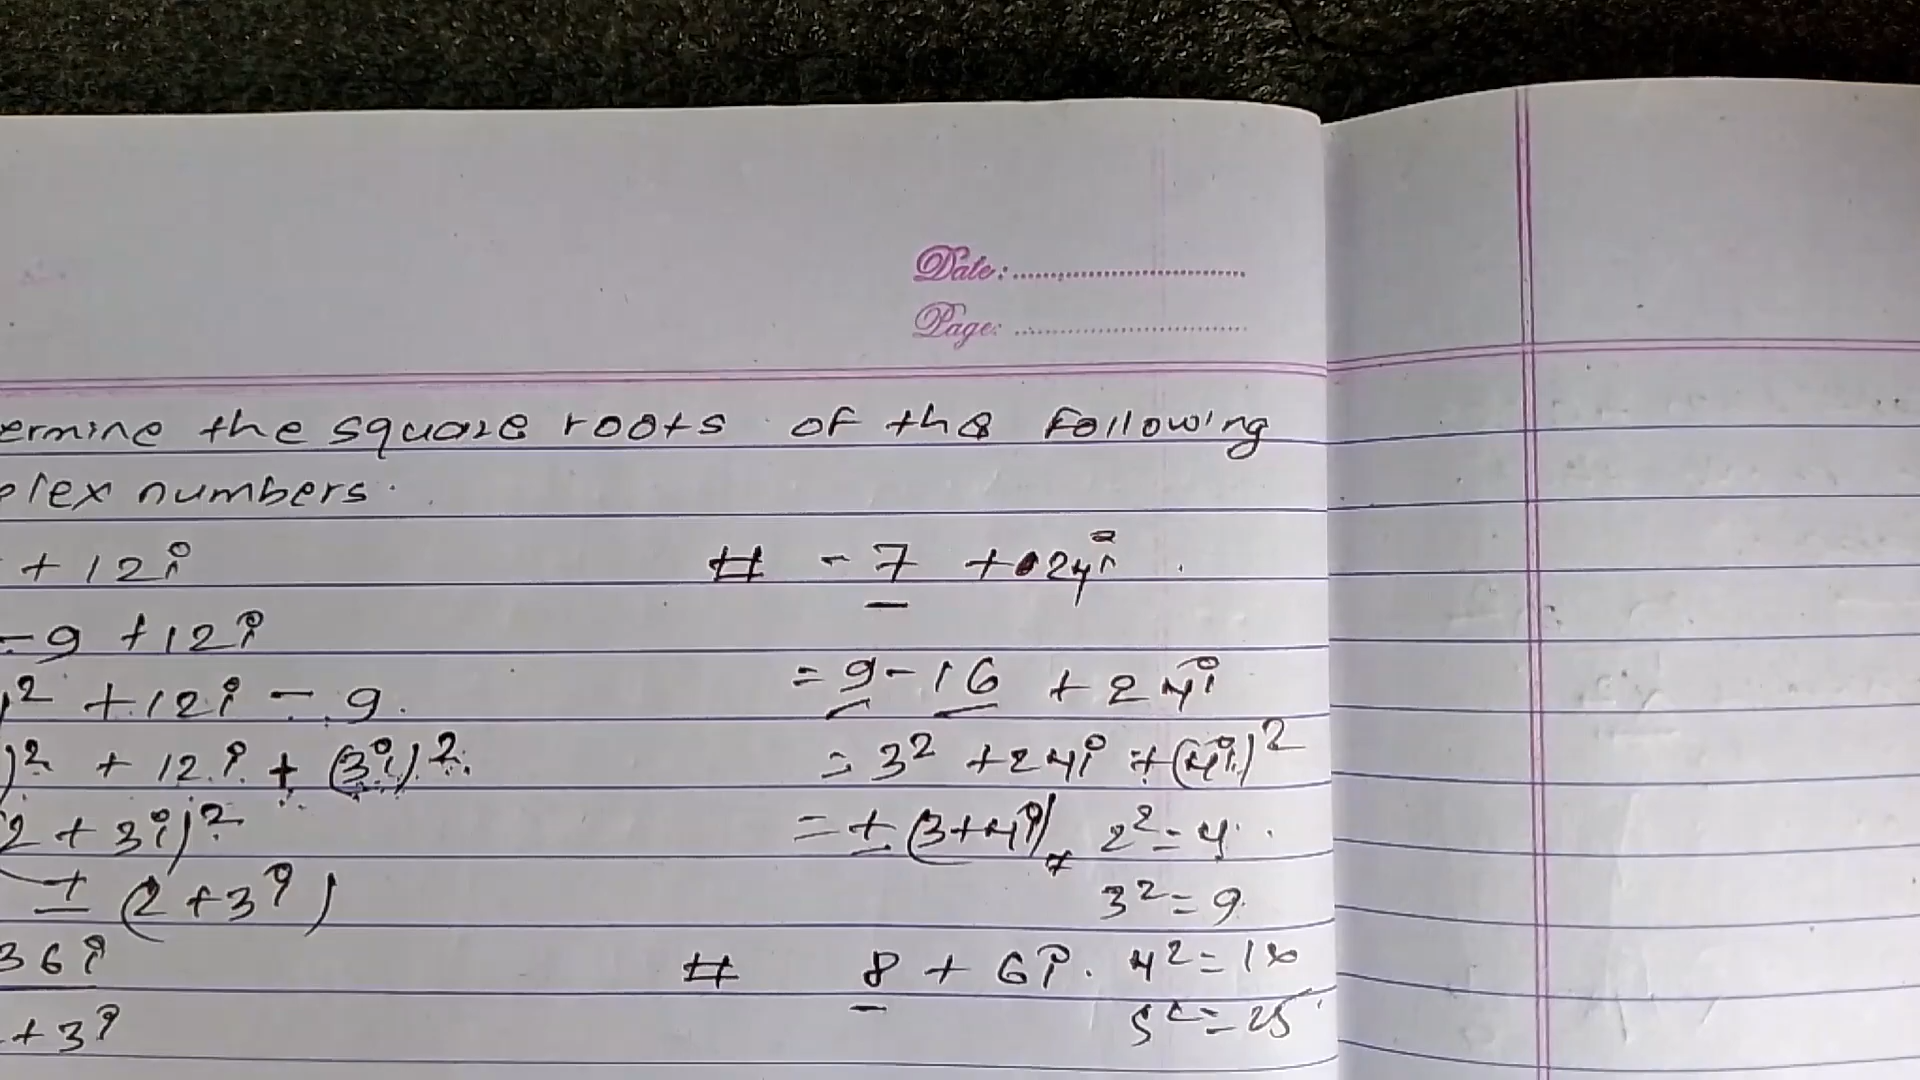 Date:
Page:
ermine the square roots of the following
plex numbers.
+ 12i
- 9 + 12i
)² + 12i - 9.
)² + 12i + (3i)².
2 + 3i)²
± (2 + 3i)
36i
+ 3i
# - 7 + 24i
= 9 - 16 + 24i
= 3² + 24i + (4i)²
= ± (3+4i)
2² = 4
3² = 9
# 8 + 6i.
4² = 16
5² = 25